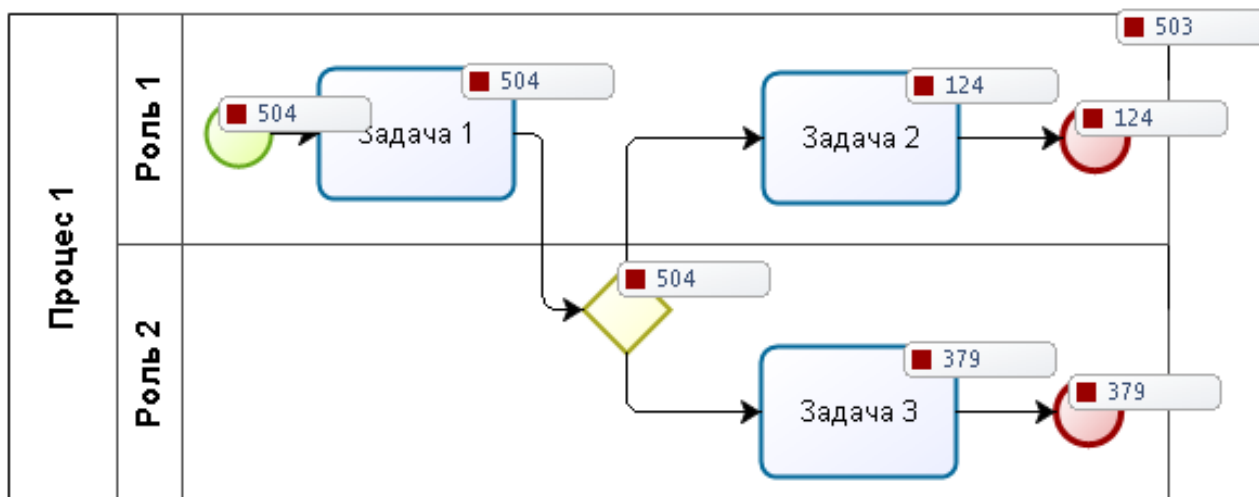 503
Процес 1
Роль 1
504
504
Задача 1
124
Задача 2
124
Роль 2
504
379
Задача 3
379